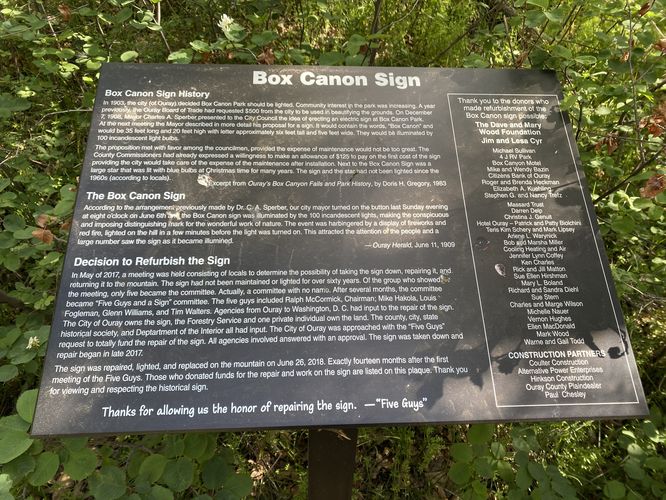 Box Canon Sign
Box Canon Sign History
In 1903, the city (of Ouray) decided Box Canon Park should be lighted. Community interest in the park was increasing. A year
previously, the Ouray Board of Trade had requested $500 from the city to be used in beautifying the grounds. On December
7, 1908, Mayor Charles A. Sperber presented to the City Council the idea of erecting an electric sign at Box Canon Park.
At the next meeting the Mayor described in more detail his proposal for a sign. It would contain the words, "Box Canon" and
would be 35 feet long and 20 feet high with letter approximately six feet tall and five feet wide. They would be illuminated by
100 incandescent light bulbs.
The proposition met with favor among the councilmen, provided the expense of maintenance would not be too great. The
County Commissioners had already expressed a willingness to make an allowance of $125 to pay on the first cost of the sign
providing the city would take care of the expense of the maintenance after installation. Next to the Box Canon Sign was a
large star that was lit with blue bulbs at Christmas time for many years. The sign and the star had not been lighted since the
1960s (according to locals).
Excerpt from Ouray's Box Canyon Falls and Park History, by Doris H. Gregory, 1983
The Box Canon Sign
According to the arrangements previously made by Dr. C. A. Sperber, our city mayor turned on the button last Sunday evening
at eight o'clock on June 6th and the Box Canon sign was illuminated by the 100 incandescent lights, making the conspicuous
and imposing distinguishing mark for the wonderful work of nature. The event was harbingered by a display of fireworks and
red fire, lighted on the hill in a few minutes before the light was turned on. This attracted the attention of the people and a
large number saw the sign as it became illumined.
— Ouray Herald, June 11, 1909
Decision to Refurbish the Sign
In May of 2017, a meeting was held consisting of locals to determine the possibility of taking the sign down, repairing it, and
returning it to the mountain. The sign had not been maintained or lighted for over sixty years. Of the group who showed
the meeting, only five became the committee. Actually, a committee with no name. After several months, the committee
became "Five Guys and a Sign" committee. The five guys included Ralph McCormick, Chairman; Mike Hakola, Louis
Fogleman, Glenn Williams, and Tim Walters. Agencies from Ouray to Washington, D. C. had input to the repair of the sign.
The City of Ouray owns the sign, the Forestry Service and one private individual own the land. The county, city, state
historical society, and Deptartment of the Interior all had input. The City of Ouray was approached with the "Five Guys"
request to totally fund the repair of the sign. All agencies involved answered with an approval. The sign was taken down and
repair began in late 2017.
The sign was repaired, lighted, and replaced on the mountain on June 26, 2018. Exactly fourteen months after the first
meeting of the Five Guys. Those who donated funds for the repair and work on the sign are listed on this plaque. Thank you
for viewing and respecting the historical sign.
Thanks for allowing us the honor of repairing the sign. —"Five Guys"
Thank you to the donors who
made refurbishment of the
Box Canon sign possible:
The Dave and Mary
Wood Foundation
Jim and Lesa Cyr
Michael Sullivan
4 J RV Park
Box Canyon Motel
Mike and Wendy Bazin
Citizens Bank of Ouray
Roger and Brenda Heckman
Elizabeth A. Kuehling
Stephen D. and Nancy Tretz
Massard Trust
Darren Delp
Christina J. Genuit
Hotel Ouray – Patrick and Patty Biolchini
Teris Kim Schery and Mark Lipsey
Arlene L. Warynick
Bob and Marsha Miller
Cooling Heating and Air
Jennifer Lynn Coffey
Ken Charles
Rick and Jill Matton
Sue Ellen Hirshman
Mary L. Boland
Richard and Sandra Diehl
Sue Stern
Charles and Marge Wilson
Michelle Nauer
Vernon Hughes
Ellen MacDonald
Mark Wood
Warne and Gail Todd
CONSTRUCTION PARTNERS
Coulter Construction
Alternative Power Enterprises
Hinkson Construction
Ouray County Plaindealer
Paul Chesley